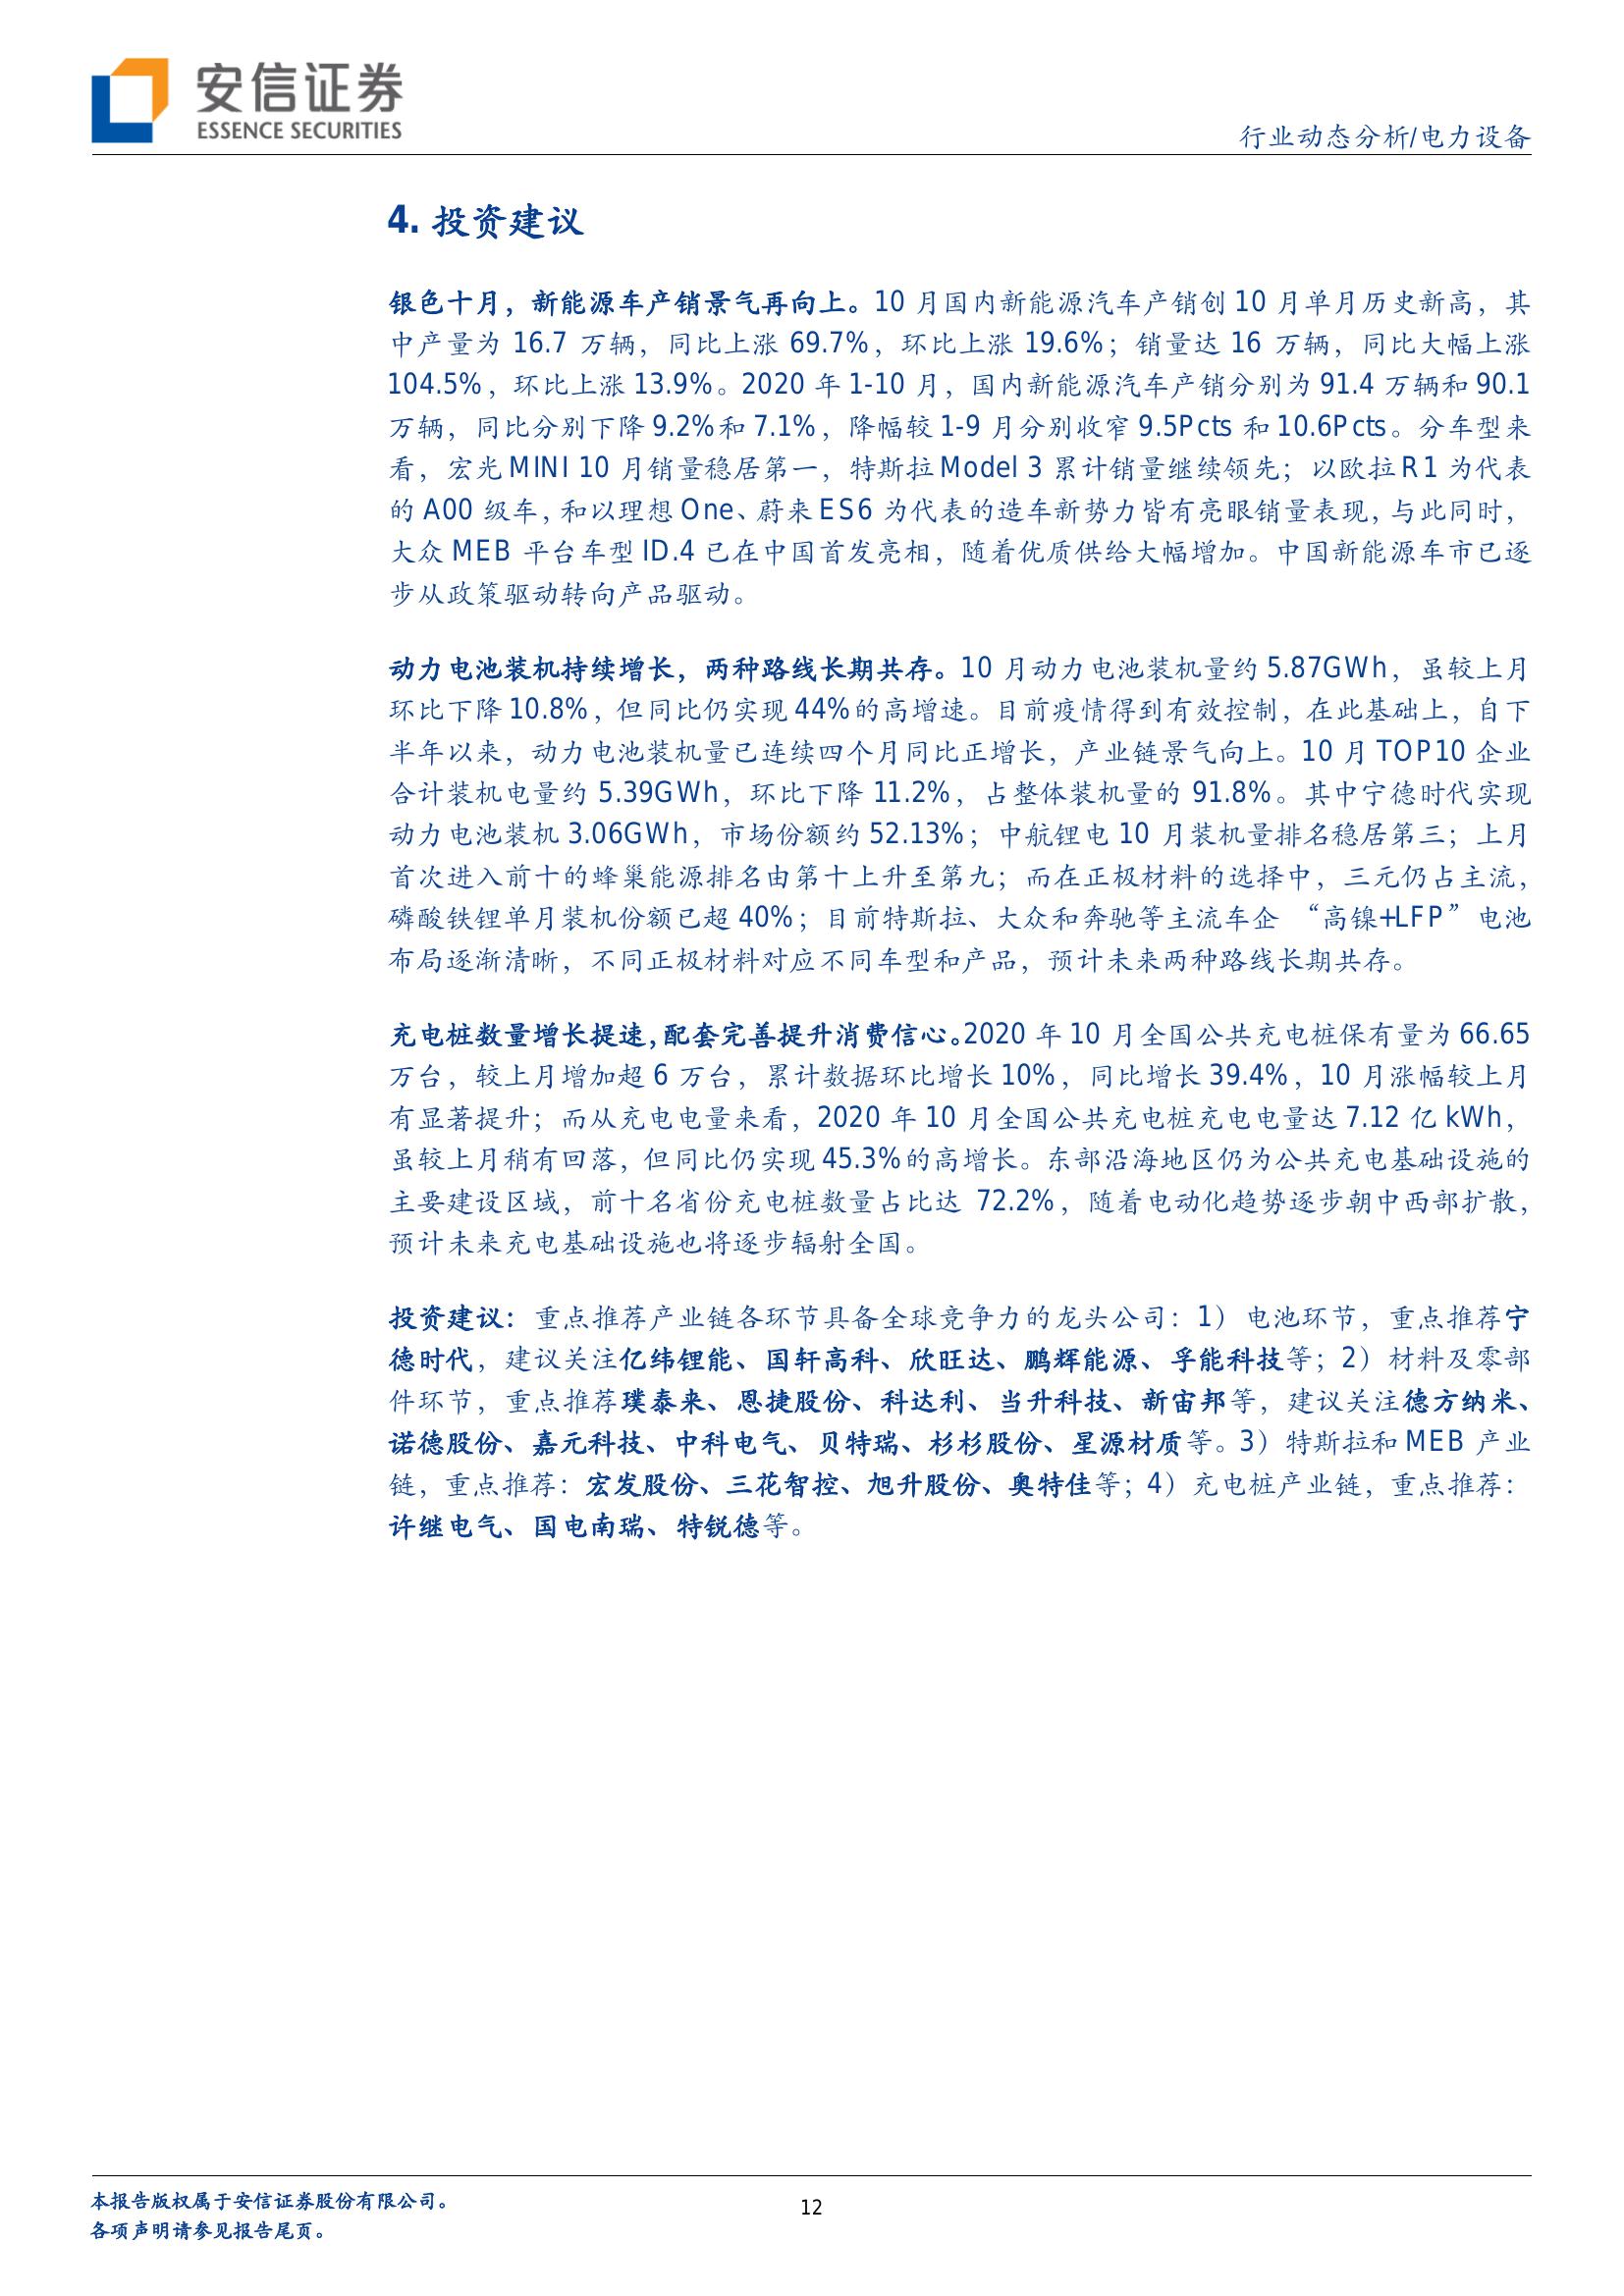 安信证券
ESSENCE SECURITIES
行业动态分析/电力设备
4. 投资建议
银色十月，新能源车产销景气再向上。10 月国内新能源汽车产销创 10 月单月历史新高，其
中产量为 16.7 万辆，同比上涨 69.7%，环比上涨 19.6%；销量达 16 万辆，同比大幅上涨
104.5%，环比上涨 13.9%。2020 年 1-10 月，国内新能源汽车产销分别为 91.4 万辆和 90.1
万辆，同比分别下降 9.2%和 7.1%，降幅较 1-9 月分别收窄 9.5Pcts 和 10.6Pcts。分车型来
看，宏光 MINI 10 月销量稳居第一，特斯拉 Model 3 累计销量继续领先；以欧拉 R1 为代表
的 A00 级车，和以理想 One、蔚来 ES6 为代表的造车新势力皆有亮眼销量表现，与此同时，
大众 MEB 平台车型 ID.4 已在中国首发亮相，随着优质供给大幅增加。中国新能源车市已逐
步从政策驱动转向产品驱动。
动力电池装机持续增长，两种路线长期共存。10 月动力电池装机量约 5.87GWh，虽较上月
环比下降 10.8%，但同比仍实现 44%的高增速。目前疫情得到有效控制，在此基础上，自下
半年以来，动力电池装机量已连续四个月同比正增长，产业链景气向上。10 月 TOP10 企业
合计装机电量约 5.39GWh，环比下降 11.2%，占整体装机量的 91.8%。其中宁德时代实现
动力电池装机 3.06GWh，市场份额约 52.13%；中航锂电 10 月装机量排名稳居第三；上月
首次进入前十的蜂巢能源排名由第十上升至第九；而在正极材料的选择中，三元仍占主流，
磷酸铁锂单月装机份额已超 40%；目前特斯拉、大众和奔驰等主流车企 “高镍+LFP”电池
布局逐渐清晰，不同正极材料对应不同车型和产品，预计未来两种路线长期共存。
充电桩数量增长提速，配套完善提升消费信心。2020 年 10 月全国公共充电桩保有量为 66.65
万台，较上月增加超 6 万台，累计数据环比增长 10%，同比增长 39.4%，10 月涨幅较上月
有显著提升；而从充电电量来看，2020 年 10 月全国公共充电桩充电电量达 7.12 亿 kWh，
虽较上月稍有回落，但同比仍实现 45.3%的高增长。东部沿海地区仍为公共充电基础设施的
主要建设区域，前十名省份充电桩数量占比达 72.2%，随着电动化趋势逐步朝中西部扩散，
预计未来充电基础设施也将逐步辐射全国。
投资建议：重点推荐产业链各环节具备全球竞争力的龙头公司：1）电池环节，重点推荐宁
德时代，建议关注亿纬锂能、国轩高科、欣旺达、鹏辉能源、孚能科技等；2）材料及零部
件环节，重点推荐璞泰来、恩捷股份、科达利、当升科技、新宙邦等，建议关注德方纳米、
诺德股份、嘉元科技、中科电气、贝特瑞、杉杉股份、星源材质等。3）特斯拉和 MEB 产业
链，重点推荐：宏发股份、三花智控、旭升股份、奥特佳等；4）充电桩产业链，重点推荐：
许继电气、国电南瑞、特锐德等。
本报告版权属于安信证券股份有限公司。
各项声明请参见报告尾页。
12